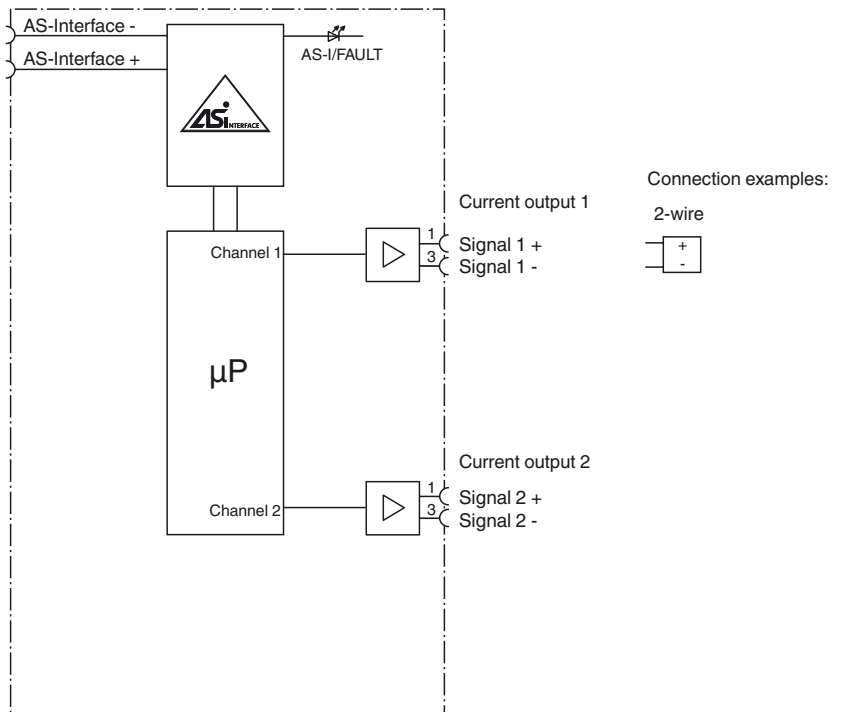 AS-Interface -
AS-Interface +
AS-I/FAULT
ASi INTERFACE
Current output 1
Connection examples:
2-wire
Channel 1
1
Signal 1 +
3
Signal 1 -
+
-
µP
Current output 2
Channel 2
1
Signal 2 +
3
Signal 2 -